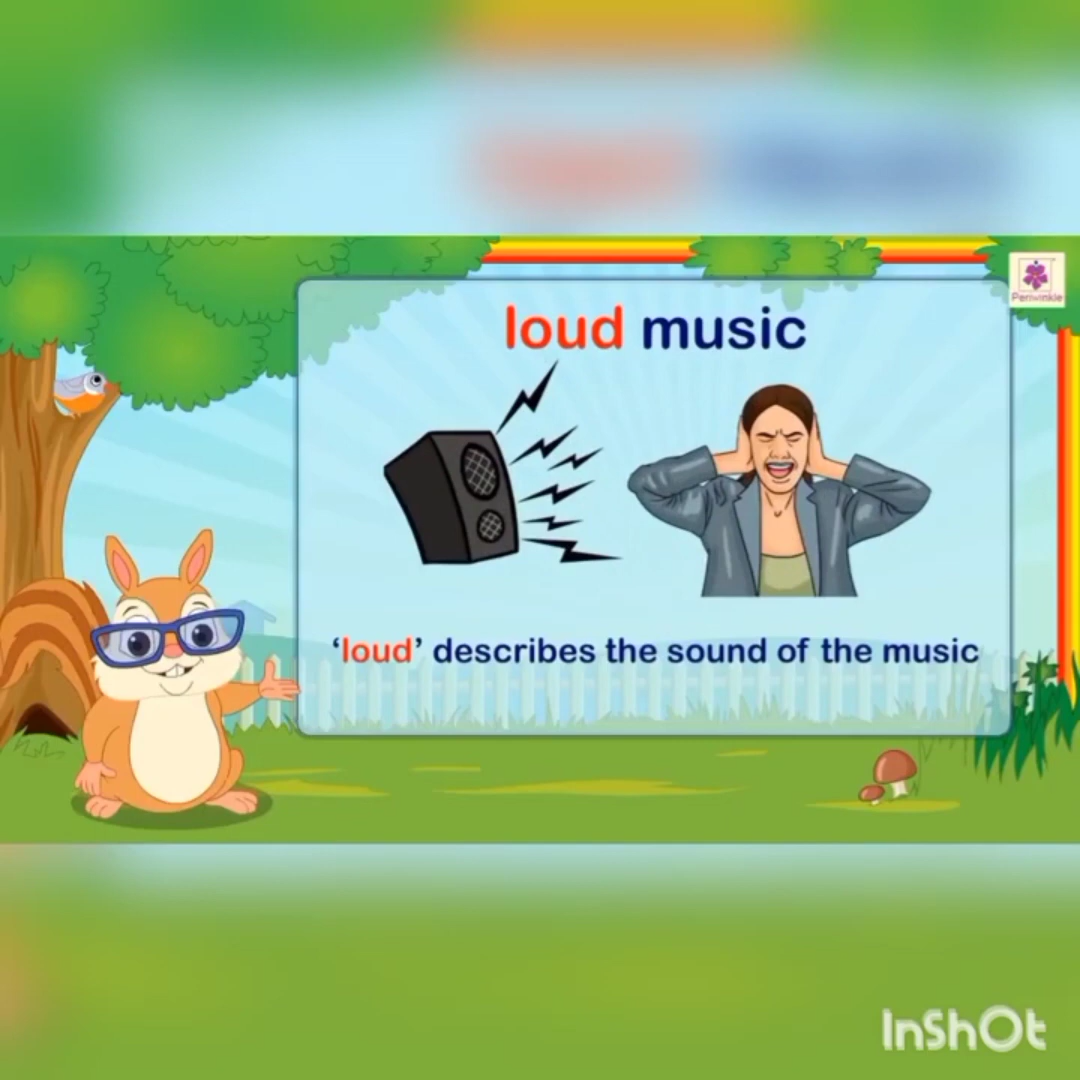 loud music
Periwinkle
‘loud’ describes the sound of the music
InShOt